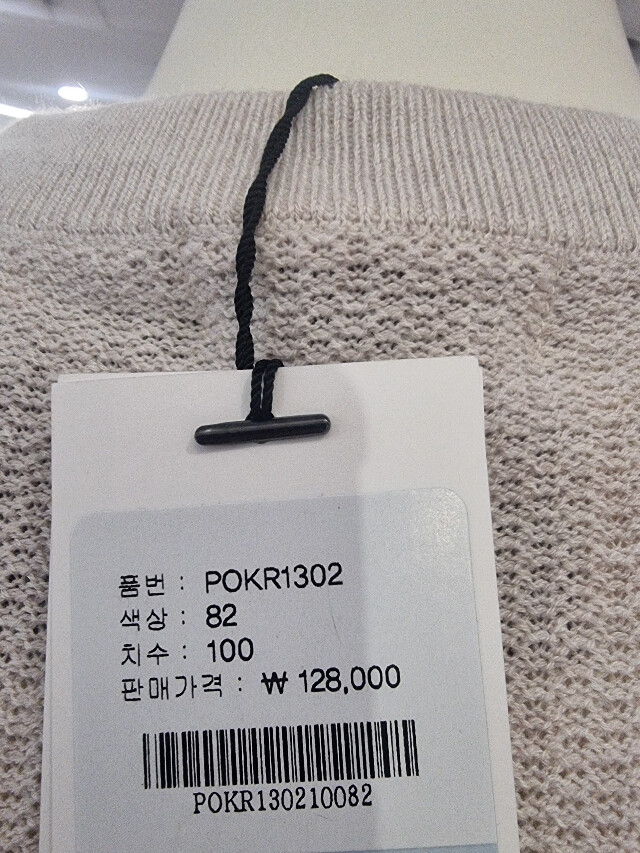 품번 : POKR1302
색상 : 82
치수 : 100
판매가격 : ₩ 128,000
POKR130210082